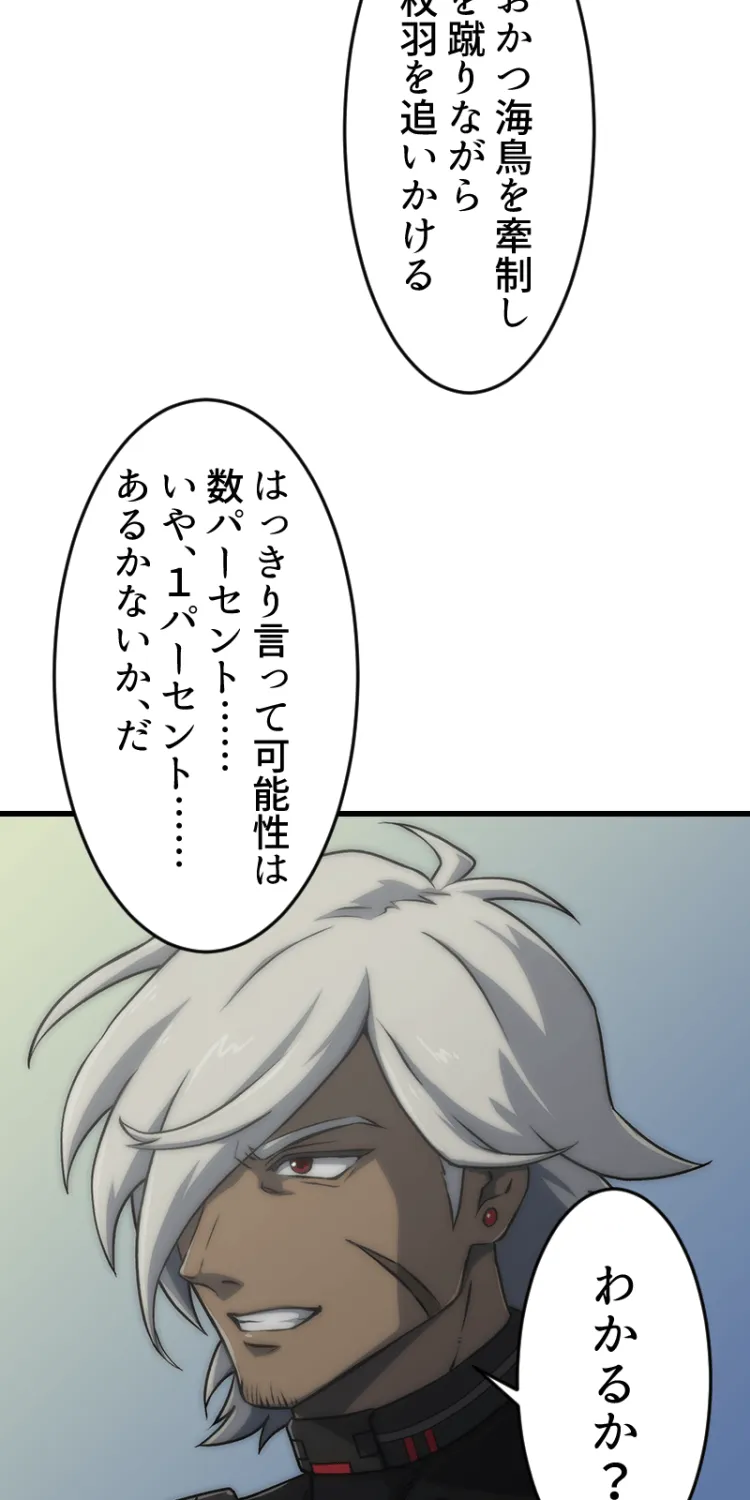 おかつ海鳥を牽制し
を蹴りながら
枚羽を追いかける
はっきり言って可能性は
数パーセント……
いや、1パーセント……
あるかないか、だ
わかるか?